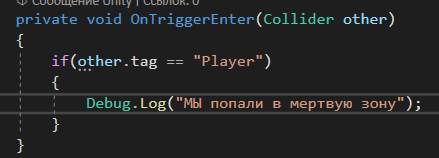 Сообщение Unity | Ссылок: 0
private void OnTriggerEnter(Collider other)
{
if(other.tag == "Player")
{
Debug.Log("МЫ попали в мертвую зону");
}
}